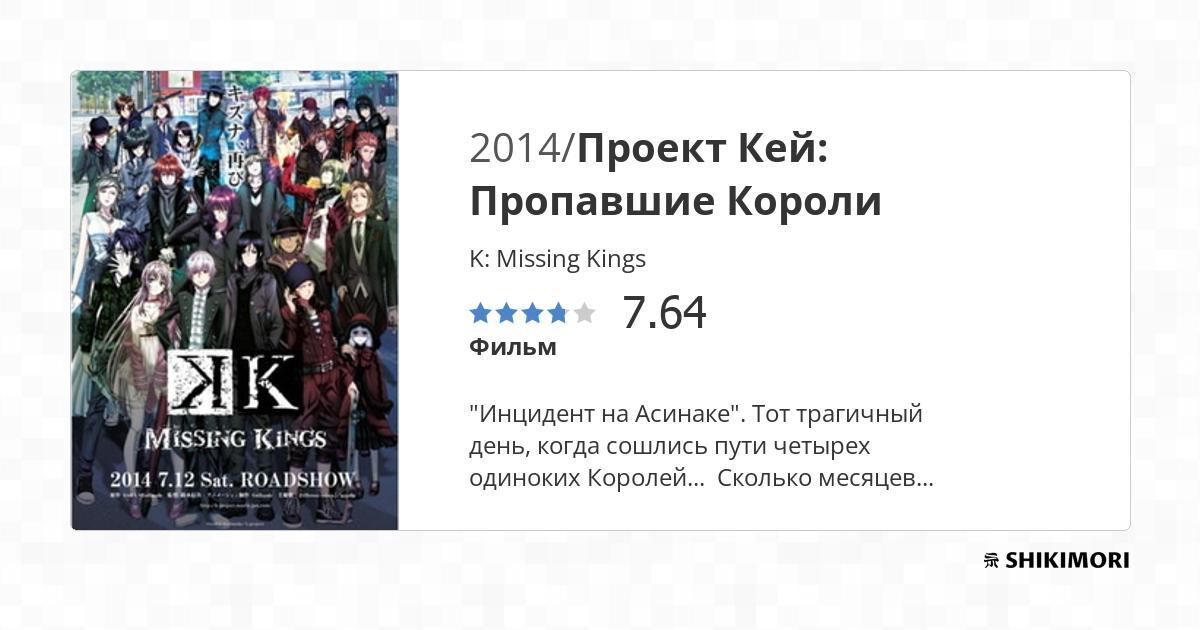 キズナ、再び
2014/Проект Кей:
Пропавшие Короли
K: Missing Kings
7.64
Фильм
"Инцидент на Асинаке". Тот трагичный
день, когда сошлись пути четырех
одиноких Королей... Сколько месяцев...
K K
MISSING KINGS
2014 7.12 Sat. ROADSHOW
SHIKIMORI